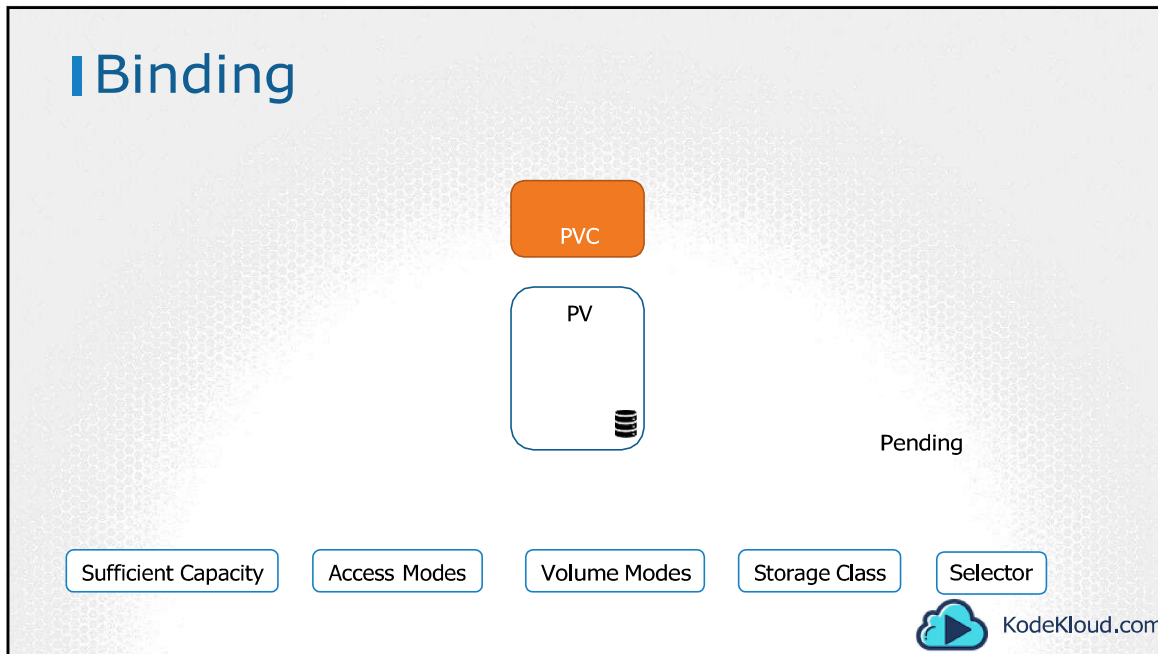 Binding
PVC
PV
Pending
Sufficient Capacity
Access Modes
Volume Modes
Storage Class
Selector
KodeKloud.com